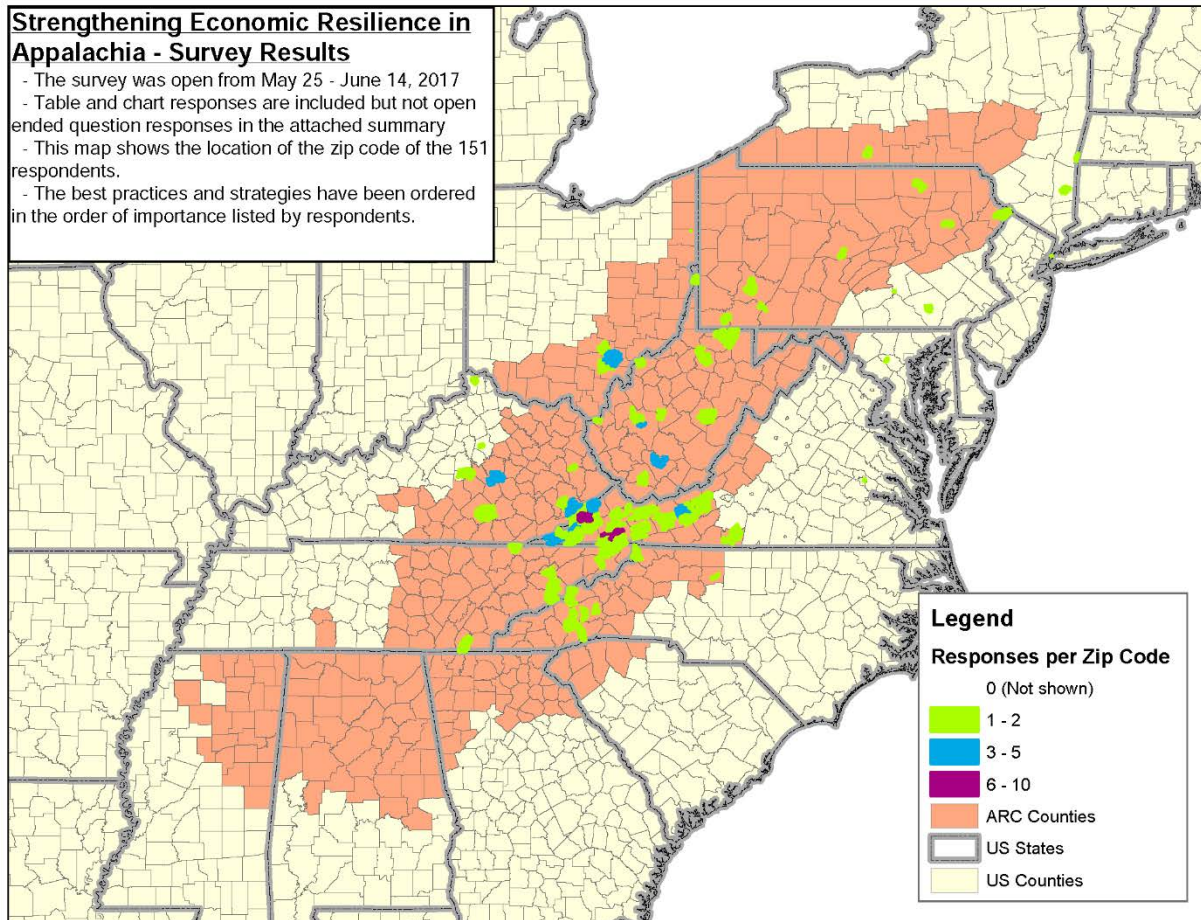 Strengthening Economic Resilience in
Appalachia - Survey Results
- The survey was open from May 25 - June 14, 2017
- Table and chart responses are included but not open
ended question responses in the attached summary
- This map shows the location of the zip code of the 151
respondents.
- The best practices and strategies have been ordered
in the order of importance listed by respondents.
Legend
Responses per Zip Code
0 (Not shown)
1 - 2
3 - 5
6 - 10
ARC Counties
US States
US Counties